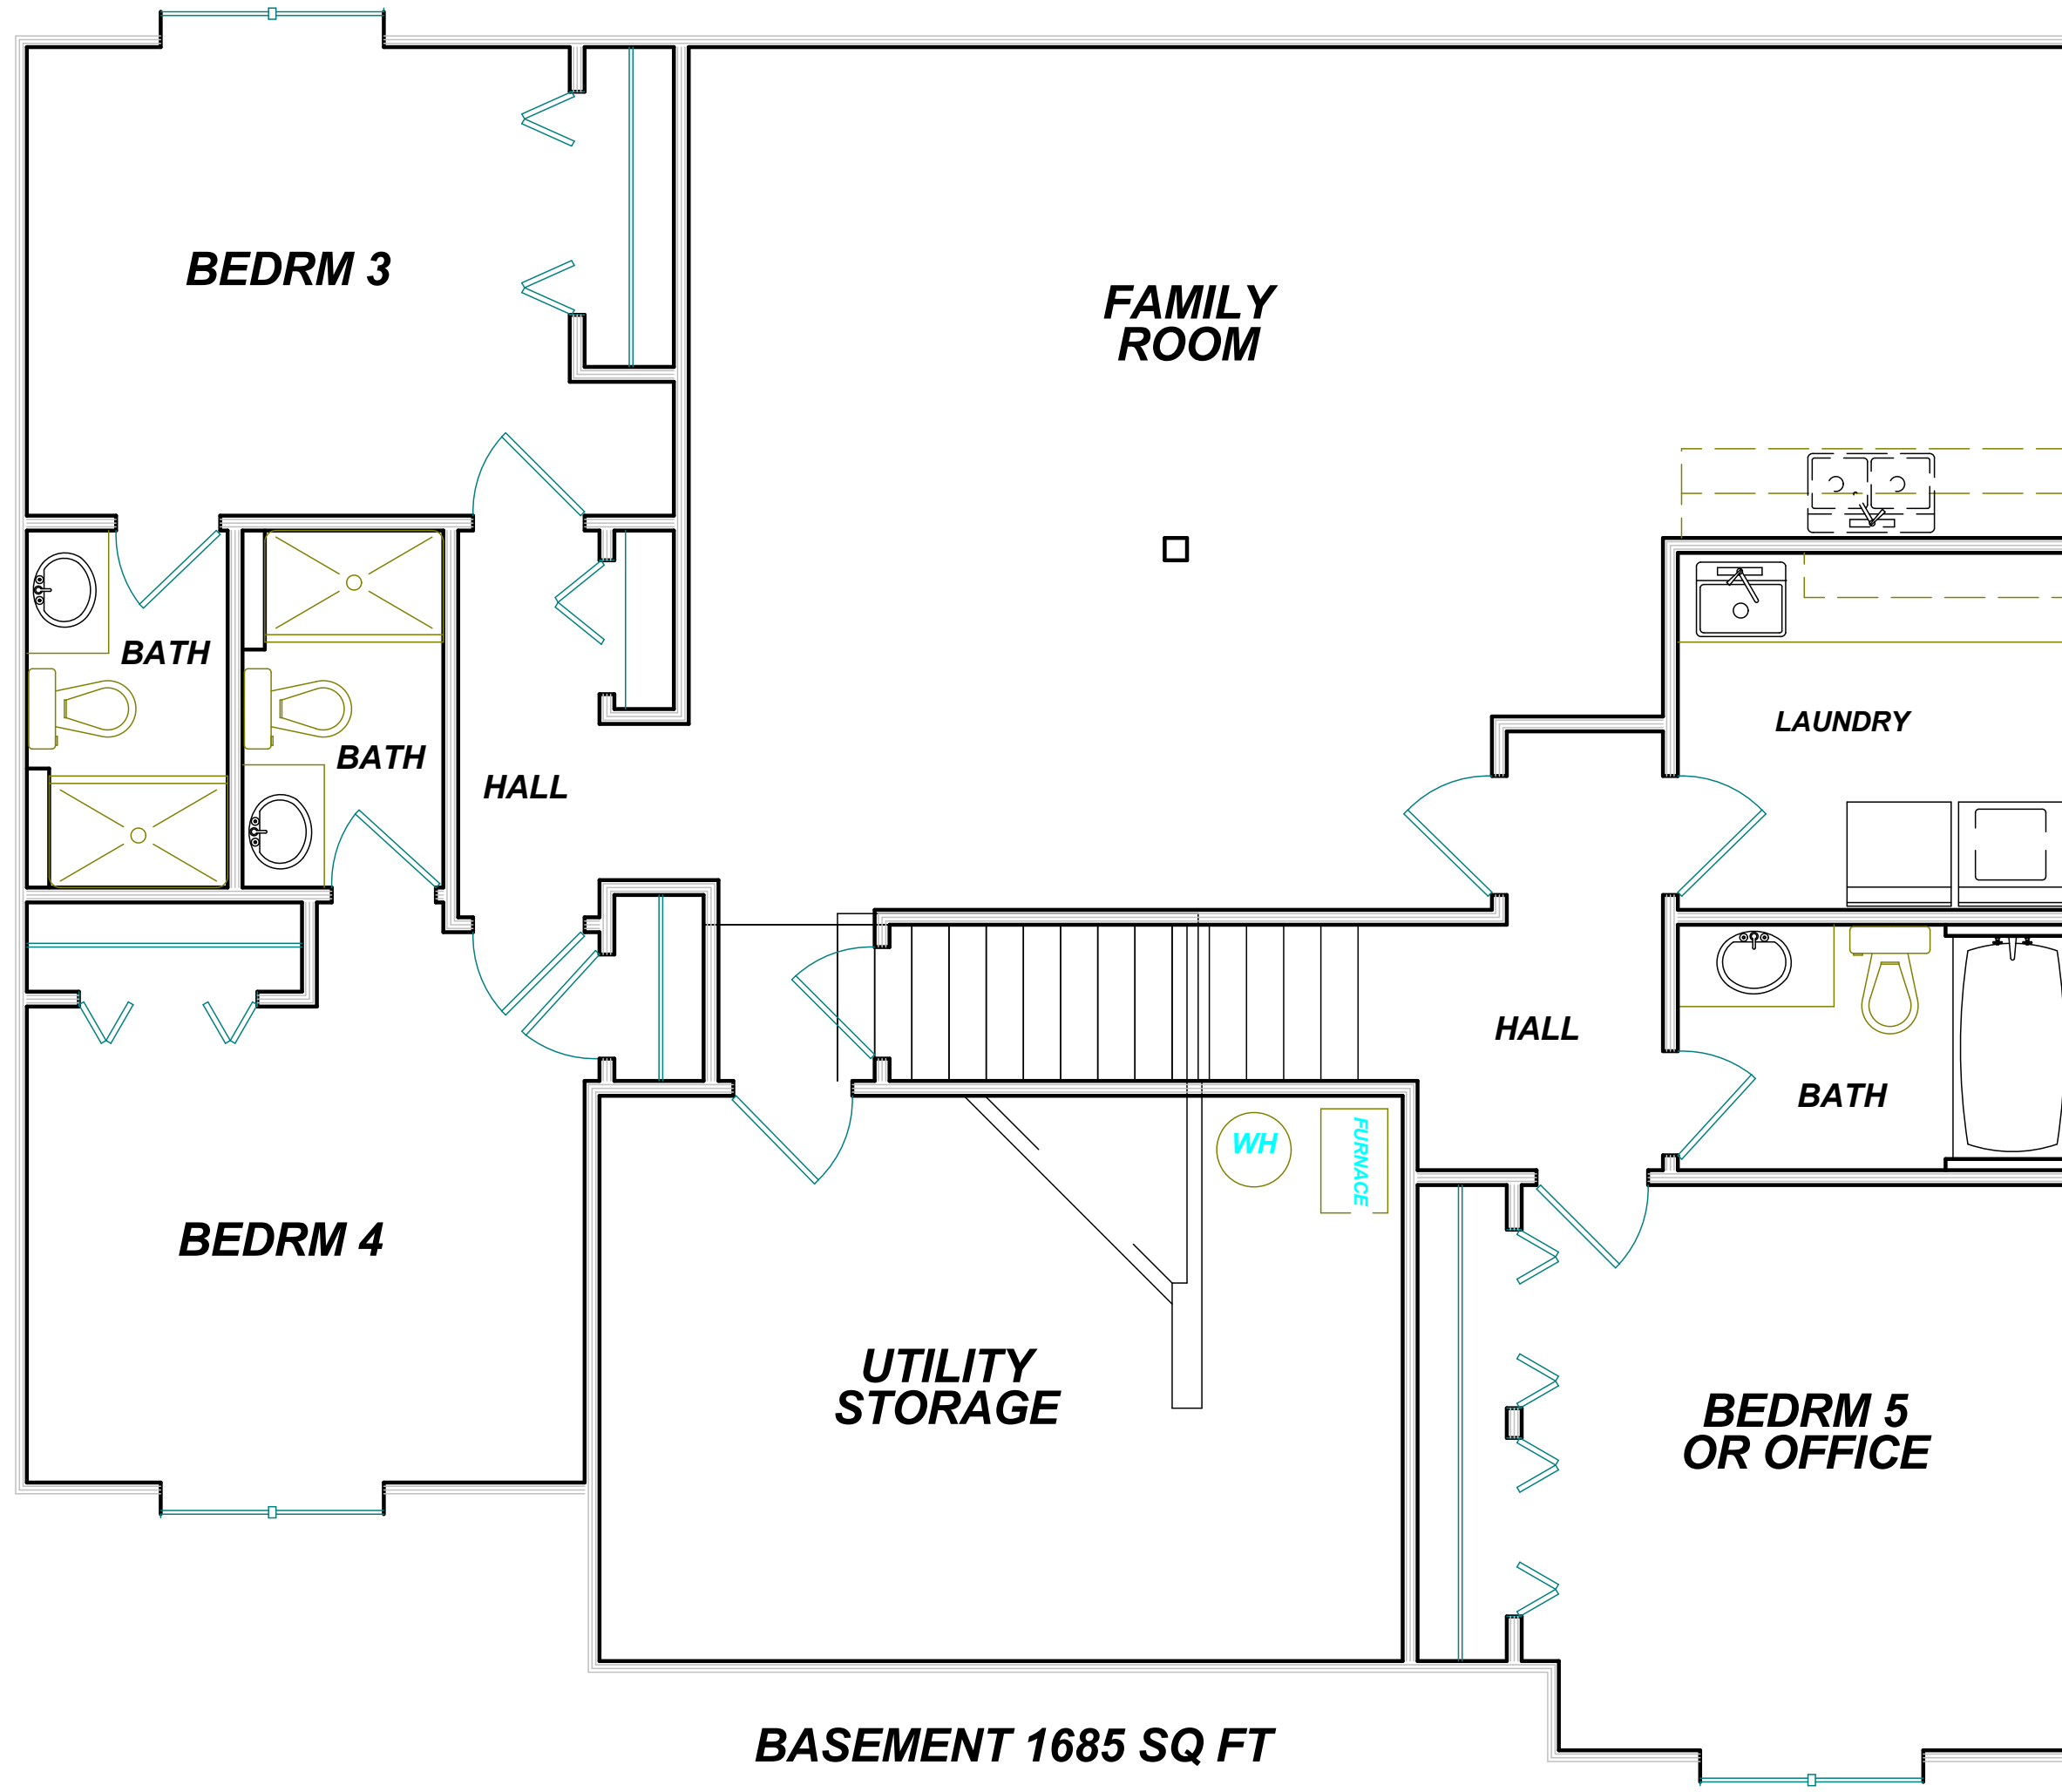 BEDRM 3
FAMILY
ROOM
BATH
BATH
HALL
LAUNDRY
HALL
BATH
WH
FURNACE
BEDRM 4
UTILITY
STORAGE
BEDRM 5
OR OFFICE
BASEMENT 1685 SQ FT